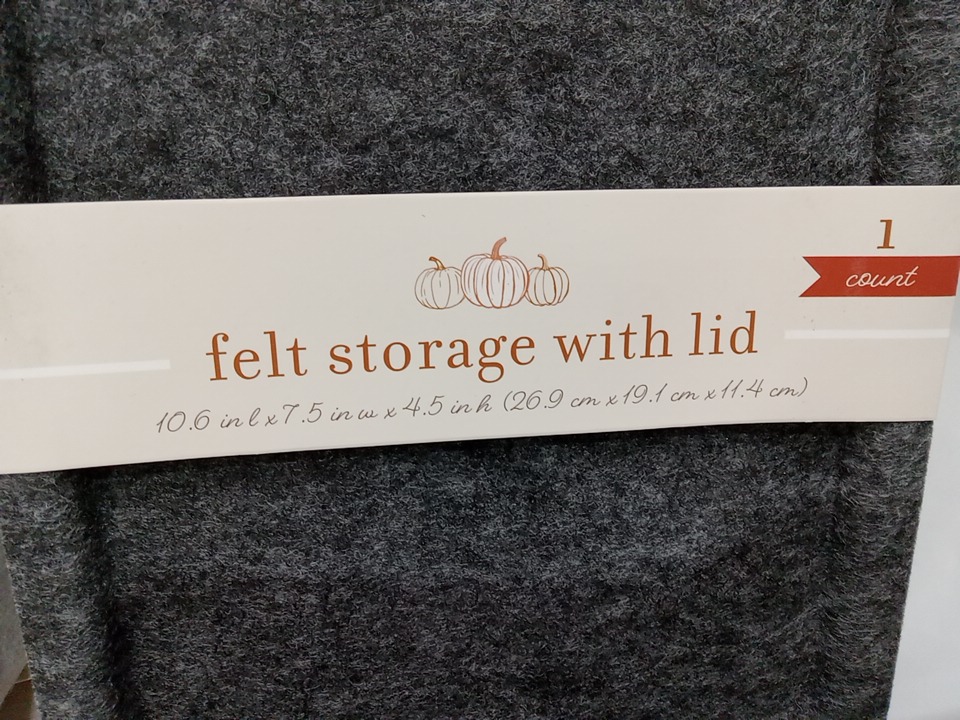 1
count
felt storage with lid
10.6 in l x 7.5 in w x 4.5 in h (26.9 cm x 19.1 cm x 11.4 cm)